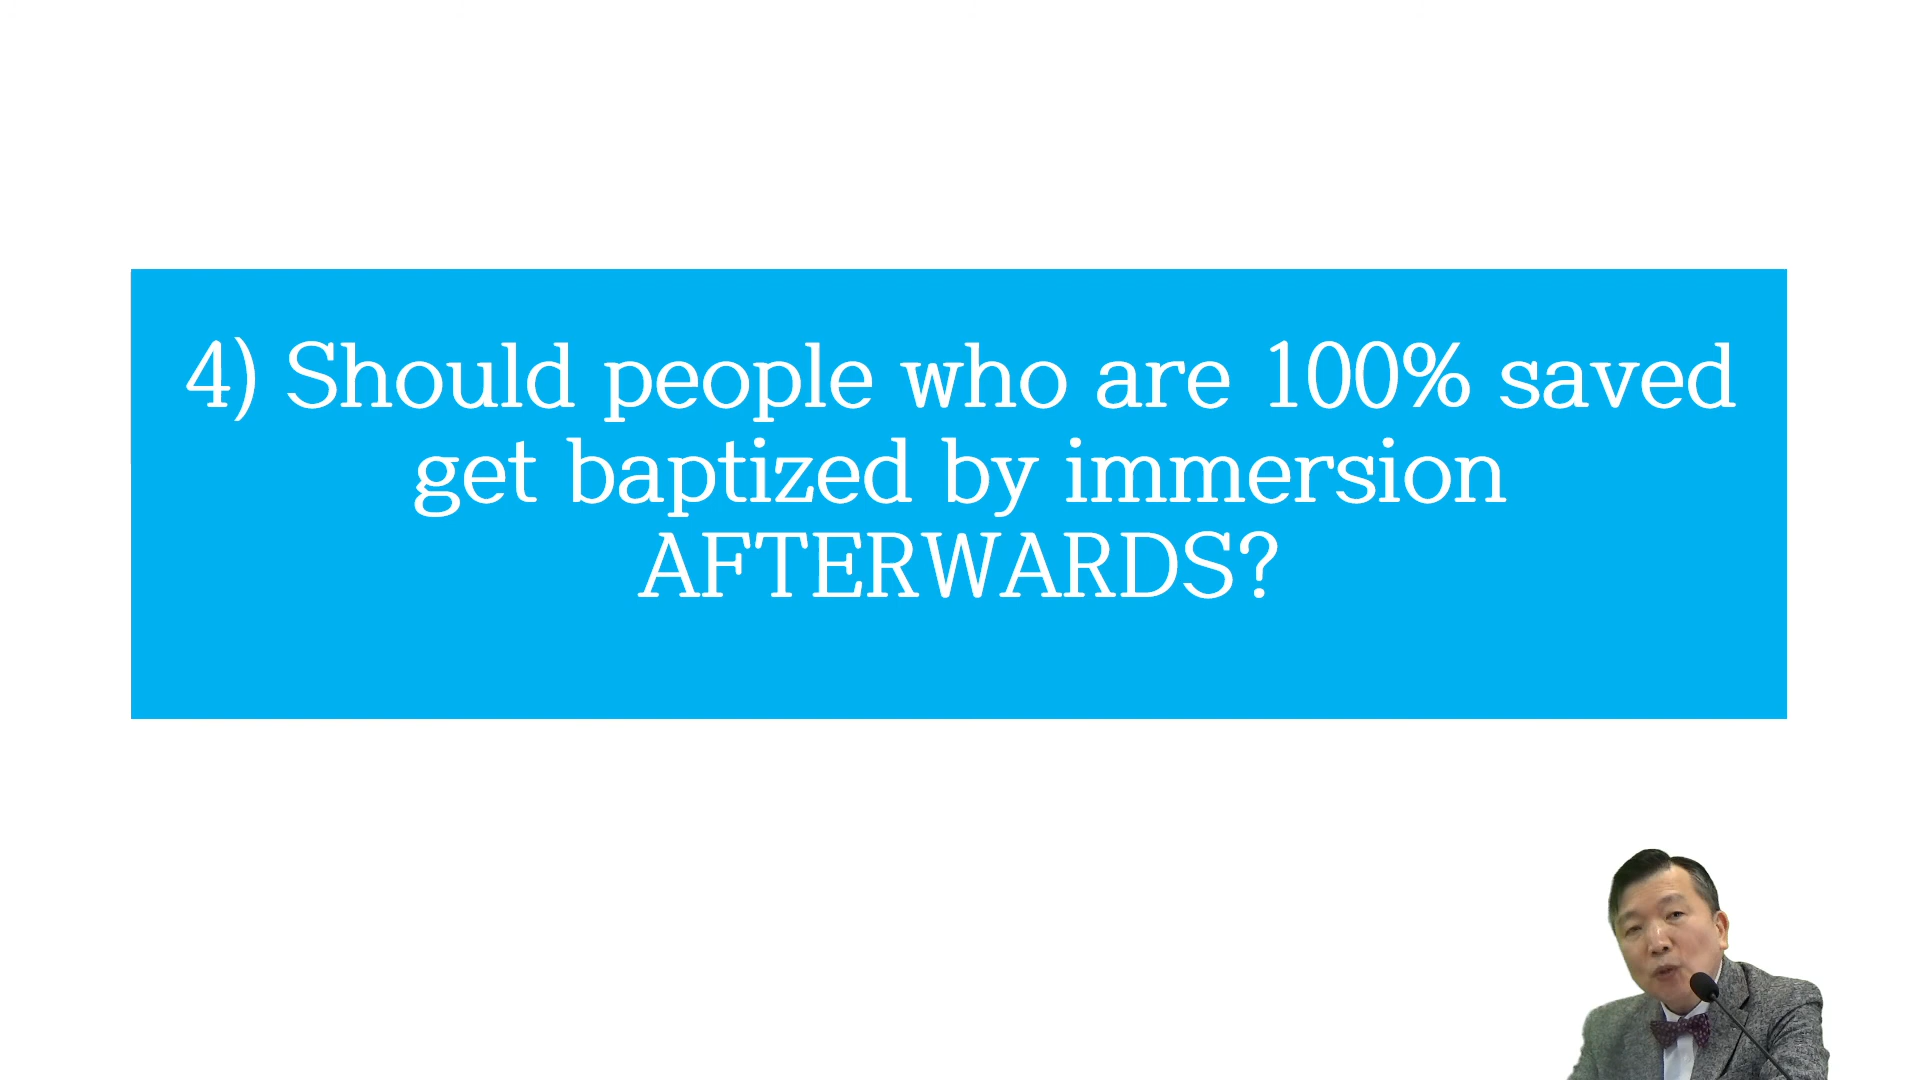 4) Should people who are 100% saved
get baptized by immersion
AFTERWARDS?